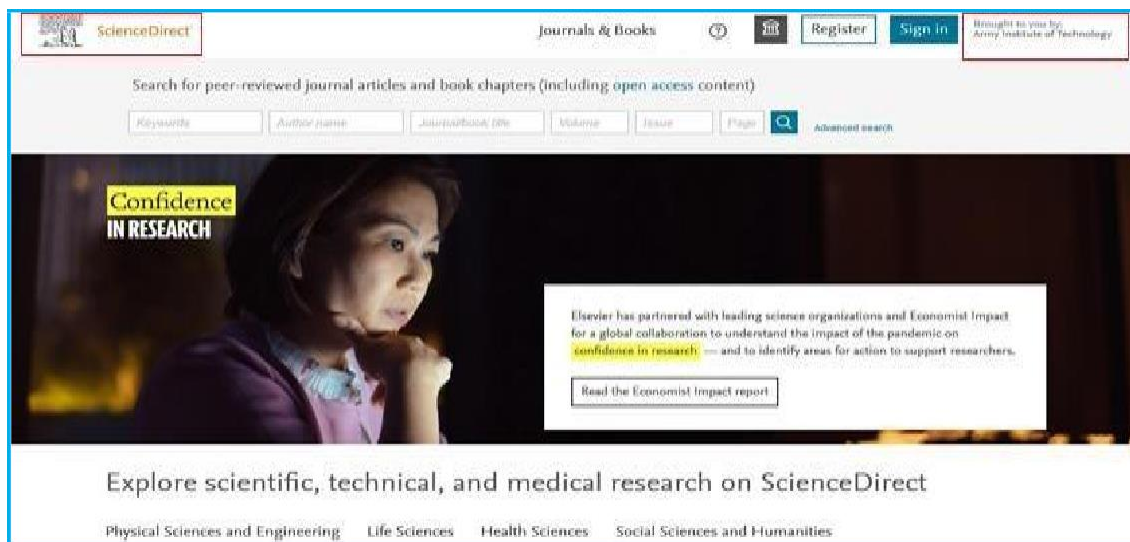 ScienceDirect
Journals & Books
?
Register
Sign in
Brought to you by:
Army Institute of Technology
Search for peer-reviewed journal articles and book chapters (including open access content)
Keywords
Author name
Journal/book title
Volume
Issue
Page
Advanced search
Confidence
IN RESEARCH
Elsevier has partnered with leading science organizations and Economist Impact
for a global collaboration to understand the impact of the pandemic on
confidence in research — and to identify areas for action to support researchers.
Read the Economist Impact report
Explore scientific, technical, and medical research on ScienceDirect
Physical Sciences and Engineering
Life Sciences
Health Sciences
Social Sciences and Humanities